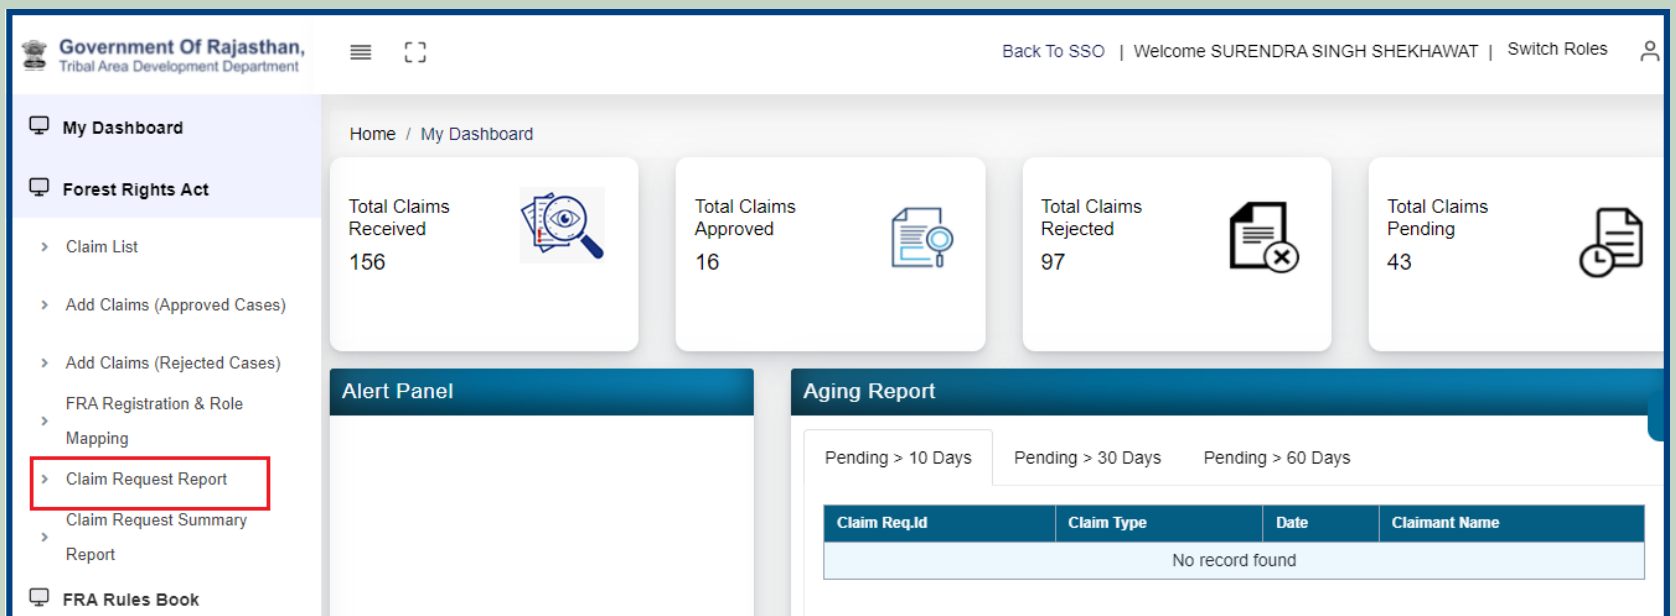 Government Of Rajasthan,
Tribal Area Development Department
Back To SSO | Welcome SURENDRA SINGH SHEKHAWAT | Switch Roles
My Dashboard
Forest Rights Act
Claim List
Add Claims (Approved Cases)
Add Claims (Rejected Cases)
FRA Registration & Role
Mapping
Claim Request Report
Claim Request Summary
Report
FRA Rules Book
Home / My Dashboard
Total Claims
Received
156
Total Claims
Approved
16
Total Claims
Rejected
97
Total Claims
Pending
43
Alert Panel
Aging Report
Pending > 10 Days Pending > 30 Days Pending > 60 Days
Claim Req.Id Claim Type Date Claimant Name
No record found